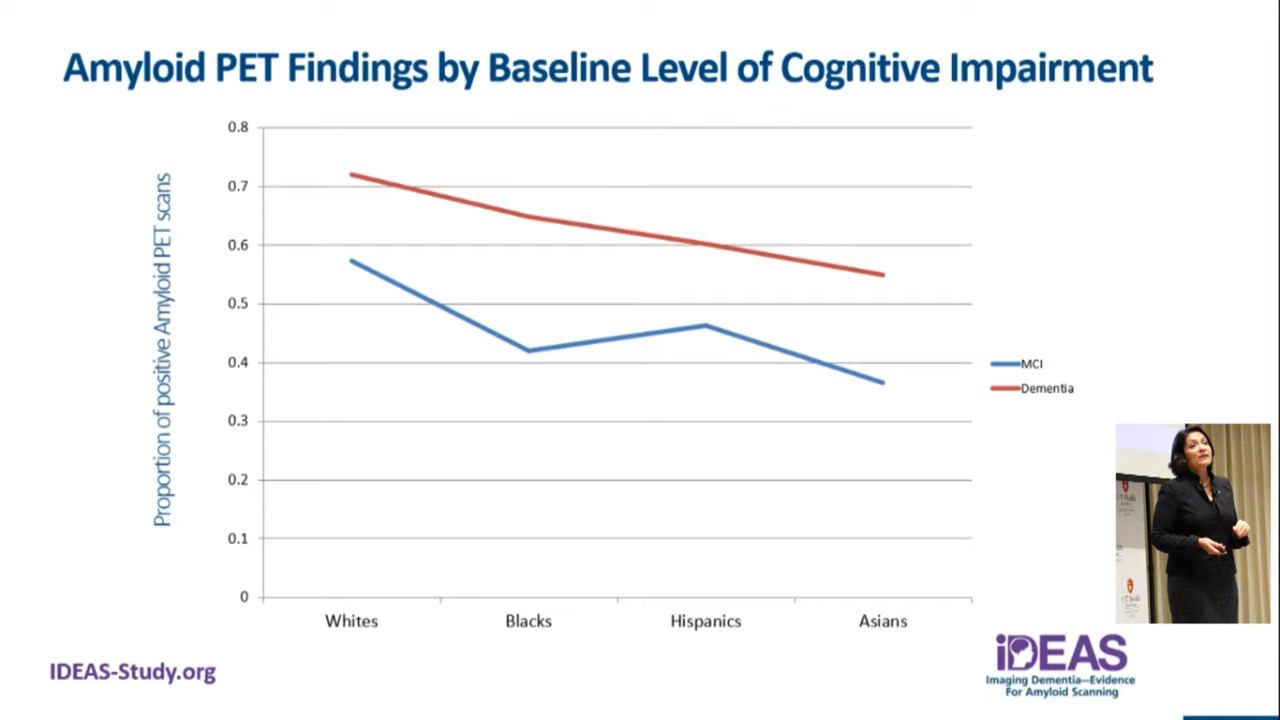 Amyloid PET Findings by Baseline Level of Cognitive Impairment
Proportion of positive Amyloid PET scans
0.8
0.7
0.6
0.5
0.4
0.3
0.2
0.1
0
Whites
Blacks
Hispanics
Asians
MCI
Dementia
IDEAS-Study.org
iDEAS
Imaging Dementia—Evidence
For Amyloid Scanning